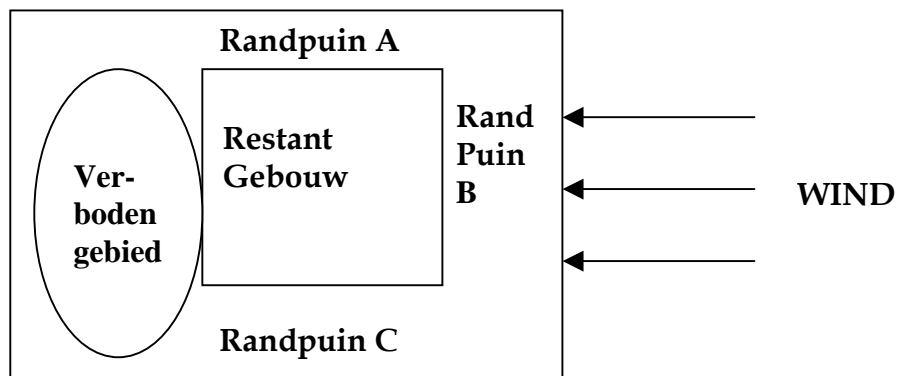 Randpuin A
Rand
Puin
B
Restant
Gebouw
Ver-
boden
gebied
WIND
Randpuin C